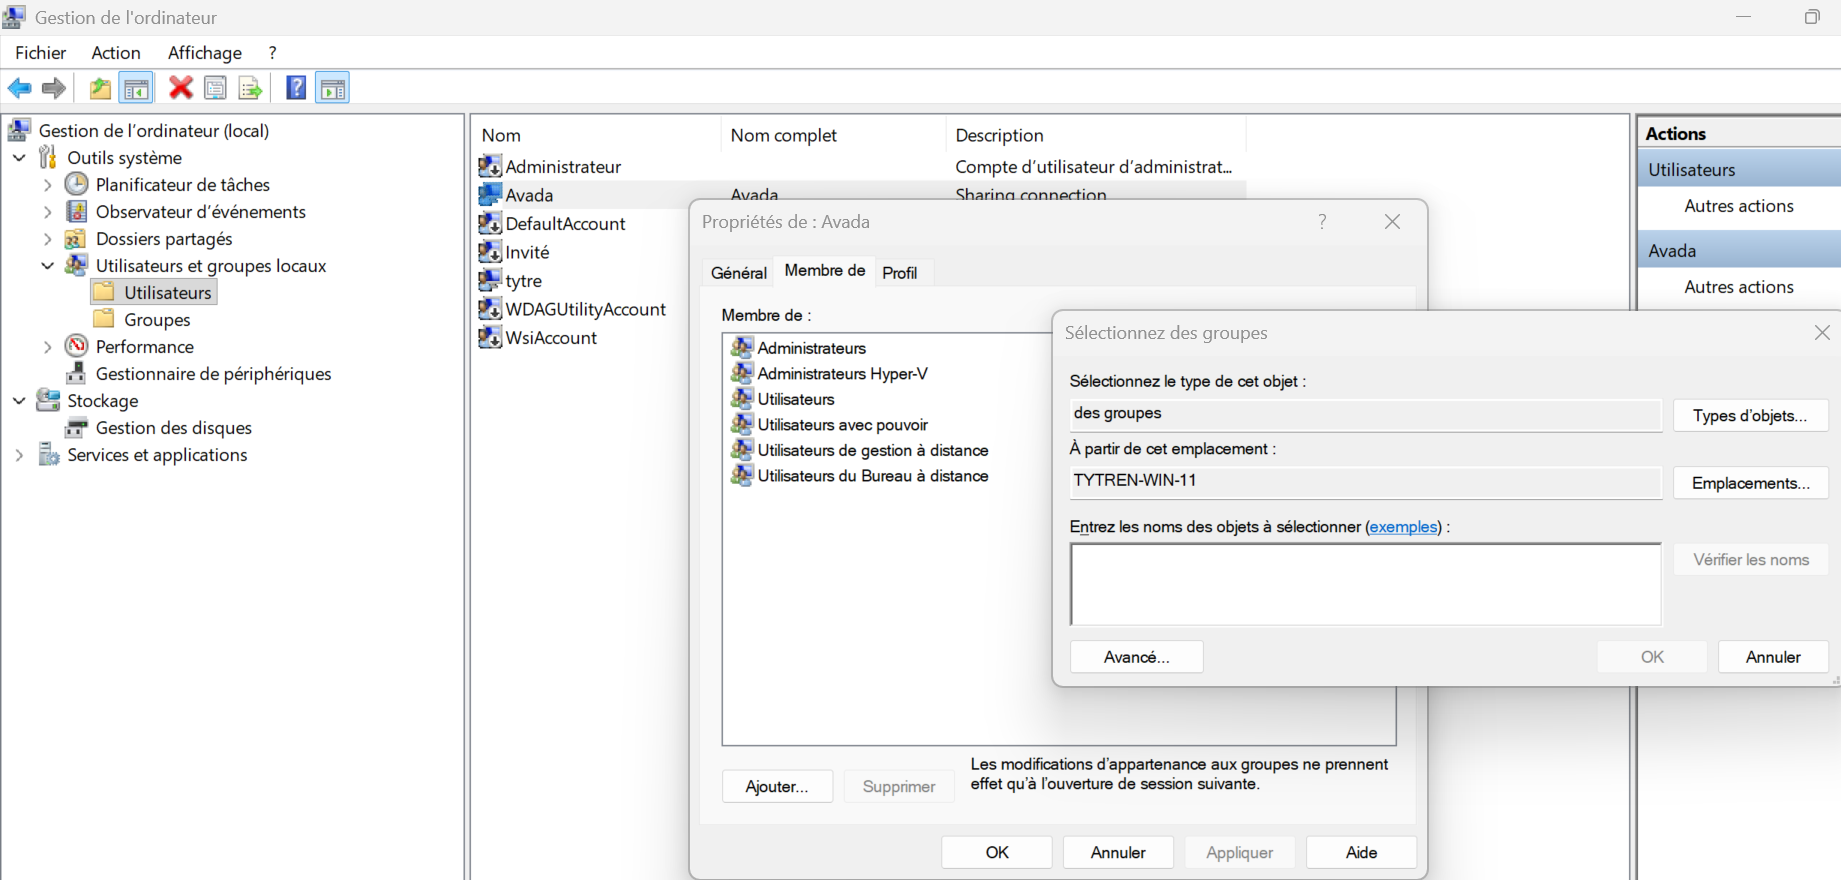 Gestion de l'ordinateur
Fichier Action Affichage ?
Gestion de l'ordinateur (local)
Outils système
Planificateur de tâches
Observateur d'événements
Dossiers partagés
Utilisateurs et groupes locaux
Utilisateurs
Groupes
Performance
Gestionnaire de périphériques
Stockage
Gestion des disques
Services et applications
Nom Nom complet Description
Administrateur Compte d'utilisateur d'administrat...
Avada Avada Sharing connection
DefaultAccount
Invité
tytre
WDAGUtilityAccount
WsiAccount
Actions
Utilisateurs
Autres actions
Avada
Autres actions
Propriétés de : Avada
?
Général Membre de Profil
Membre de :
Administrateurs
Administrateurs Hyper-V
Utilisateurs
Utilisateurs avec pouvoir
Utilisateurs de gestion à distance
Utilisateurs du Bureau à distance
Ajouter... Supprimer
Les modifications d'appartenance aux groupes ne prennent
effet qu'à l'ouverture de session suivante.
OK Annuler Appliquer Aide
Sélectionnez des groupes
Sélectionnez le type de cet objet :
des groupes
Types d'objets...
À partir de cet emplacement :
TYTREN-WIN-11
Emplacements...
Entrez les noms des objets à sélectionner (exemples) :
Vérifier les noms
Avancé... OK Annuler